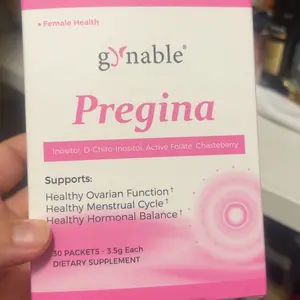 • Female Health
gynable®
Pregina
Inositol, D-Chiro-Inositol, Active Folate, Chasteberry
Supports:
Healthy Ovarian Function†
Healthy Menstrual Cycle†
Healthy Hormonal Balance†
30 PACKETS - 3.5g Each
DIETARY SUPPLEMENT